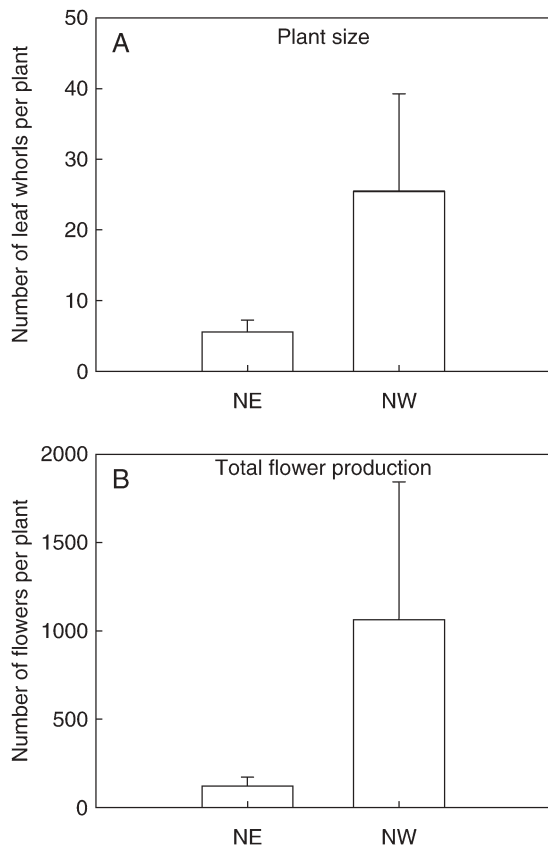 A
Plant size
Number of leaf whorls per plant
50
40
30
20
10
0
NE
NW
B
Total flower production
Number of flowers per plant
2000
1500
1000
500
0
NE
NW